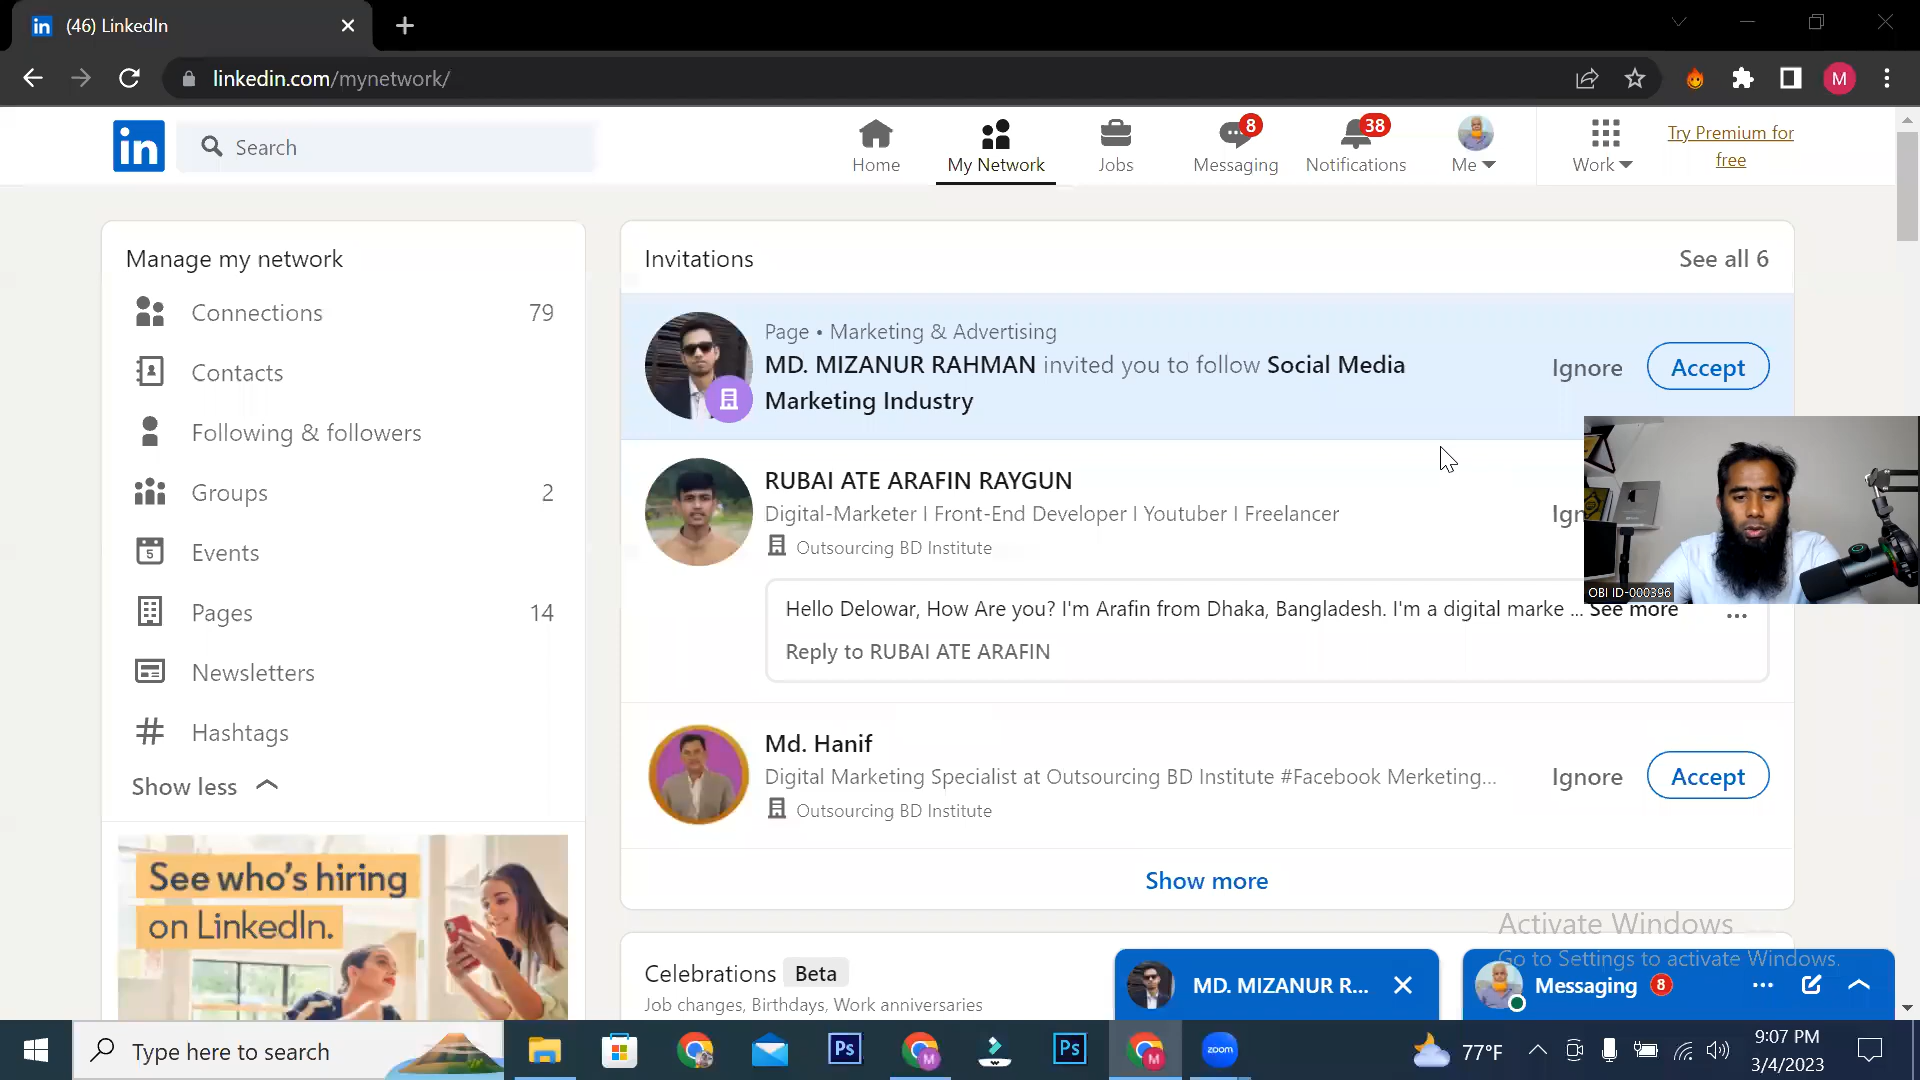 (46) LinkedIn
linkedin.com/mynetwork/
M
in
Search
Home
My Network
Jobs
8
Messaging
38
Notifications
Me
Work
Try Premium for
free
Manage my network
Connections 79
Contacts
Following & followers
Groups 2
5
Events
Pages 14
Newsletters
Hashtags
Show less
See who's hiring
on LinkedIn.
Invitations
See all 6
Page • Marketing & Advertising
MD. MIZANUR RAHMAN invited you to follow Social Media
Marketing Industry
Ignore
Accept
RUBAI ATE ARAFIN RAYGUN
Digital-Marketer I Front-End Developer I Youtuber I Freelancer
Outsourcing BD Institute
Ign
Hello Delowar, How Are you? I'm Arafin from Dhaka, Bangladesh. I'm a digital marke ... See more
Reply to RUBAI ATE ARAFIN
OBI ID-000396
Md. Hanif
Digital Marketing Specialist at Outsourcing BD Institute #Facebook Merketing...
Outsourcing BD Institute
Ignore
Accept
Show more
Celebrations Beta
Job changes, Birthdays, Work anniversaries
Activate Windows
Go to Settings to activate Windows.
MD. MIZANUR R...
Messaging 8
Type here to search
Ps
M
Ps
M
zoom
77°F
9:07 PM
3/4/2023